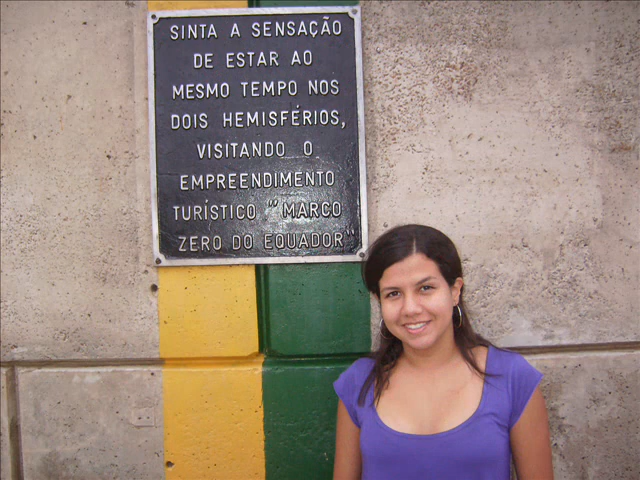 SINTA A SENSAÇÃO
DE ESTAR AO
MESMO TEMPO NOS
DOIS HEMISFÉRIOS,
VISITANDO O
EMPREENDIMENTO
TURÍSTICO "MARCO
ZERO DO EQUADOR"